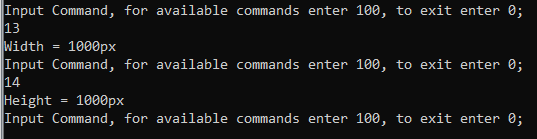 Input Command, for available commands enter 100, to exit enter 0;
13
Width = 1000px
Input Command, for available commands enter 100, to exit enter 0;
14
Height = 1000px
Input Command, for available commands enter 100, to exit enter 0;